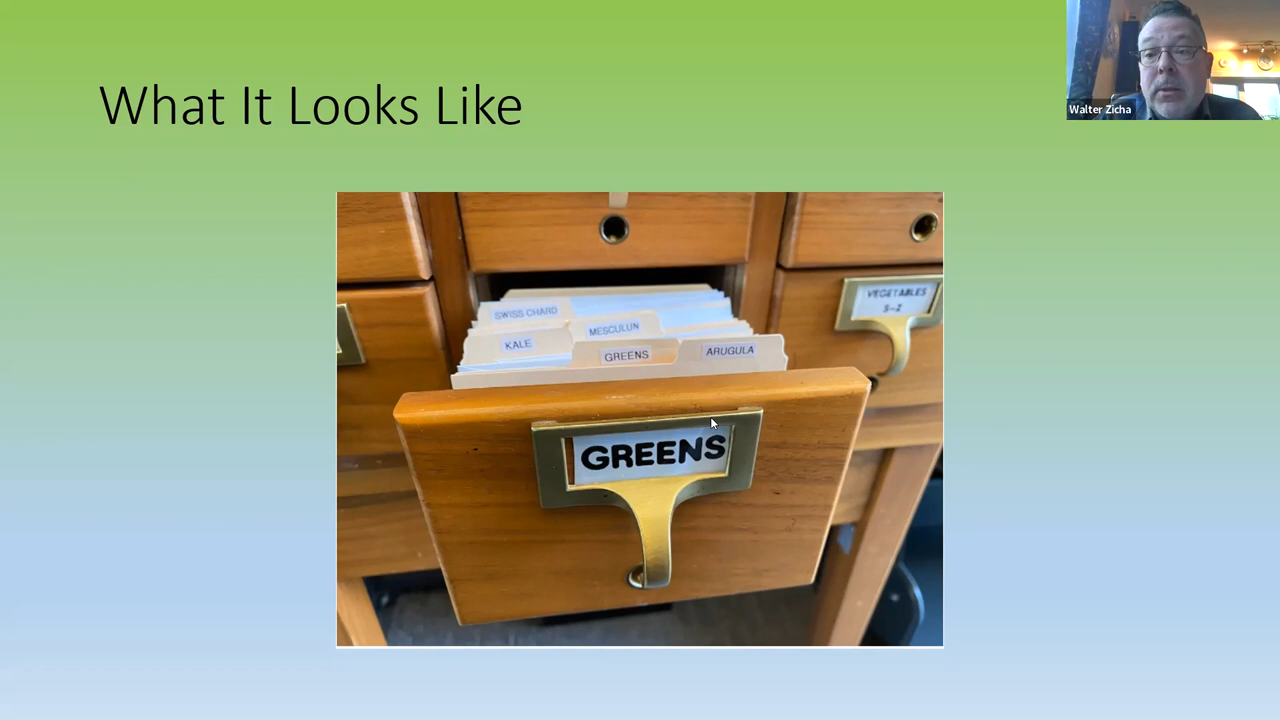 What It Looks Like
Walter Zicha
VEGETABLES
S-Z
SWISS CHARD
MESCULUN
KALE
GREENS
ARUGULA
GREENS